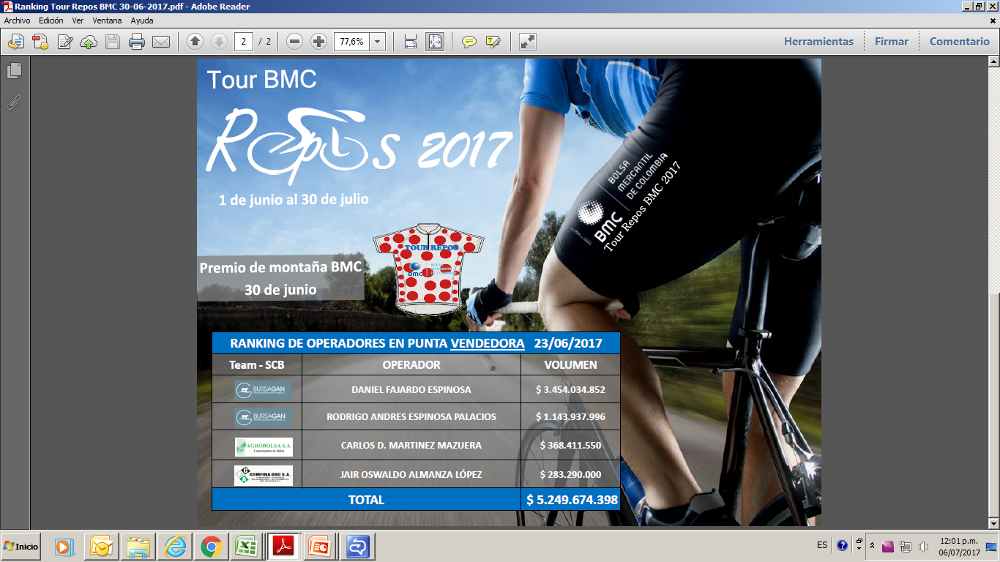 Ranking Tour Repos BMC 30-06-2017.pdf - Adobe Reader
Archivo Edición Ver Ventana Ayuda
2 / 2 77,6% Herramientas Firmar Comentario
Tour BMC
Repos 2017
1 de junio al 30 de julio
BOLSA
MERCANTIL
DE COLOMBIA
BMC
Tour Repos BMC 2017
TOUR REPOS
BMC
Premio de montaña BMC
30 de junio
RANKING DE OPERADORES EN PUNTA VENDEDORA 23/06/2017
Team - SCB OPERADOR VOLUMEN
BURSAGAN DANIEL FAJARDO ESPINOSA $ 3.454.034.852
BURSAGAN RODRIGO ANDRES ESPINOSA PALACIOS $ 1.143.937.996
AGROBOLSA S.A. CARLOS D. MARTINEZ MAZUERA $ 368.411.550
Comisionista de Bolsa
COMFINAGRO S.A. JAIR OSWALDO ALMANZA LÓPEZ $ 283.290.000
TOTAL $ 5.249.674.398
Inicio ES 12:01 p.m.
06/07/2017